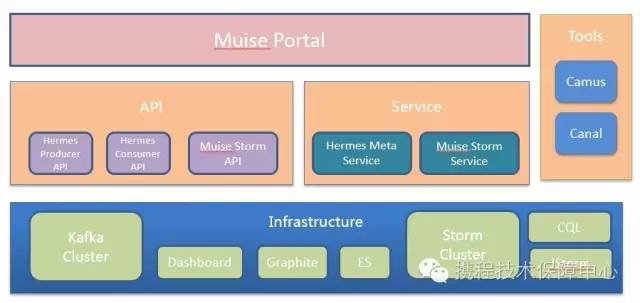 Muise Portal
Tools
Camus
Canal
API
Hermes
Producer
API
Hermes
Consumer
API
Muise Storm
API
Service
Hermes Meta
Service
Muise Storm
Service
Infrastructure
Kafka
Cluster
Dashboard
Graphite
ES
Storm
Cluster
CQL
携程技术保障中心